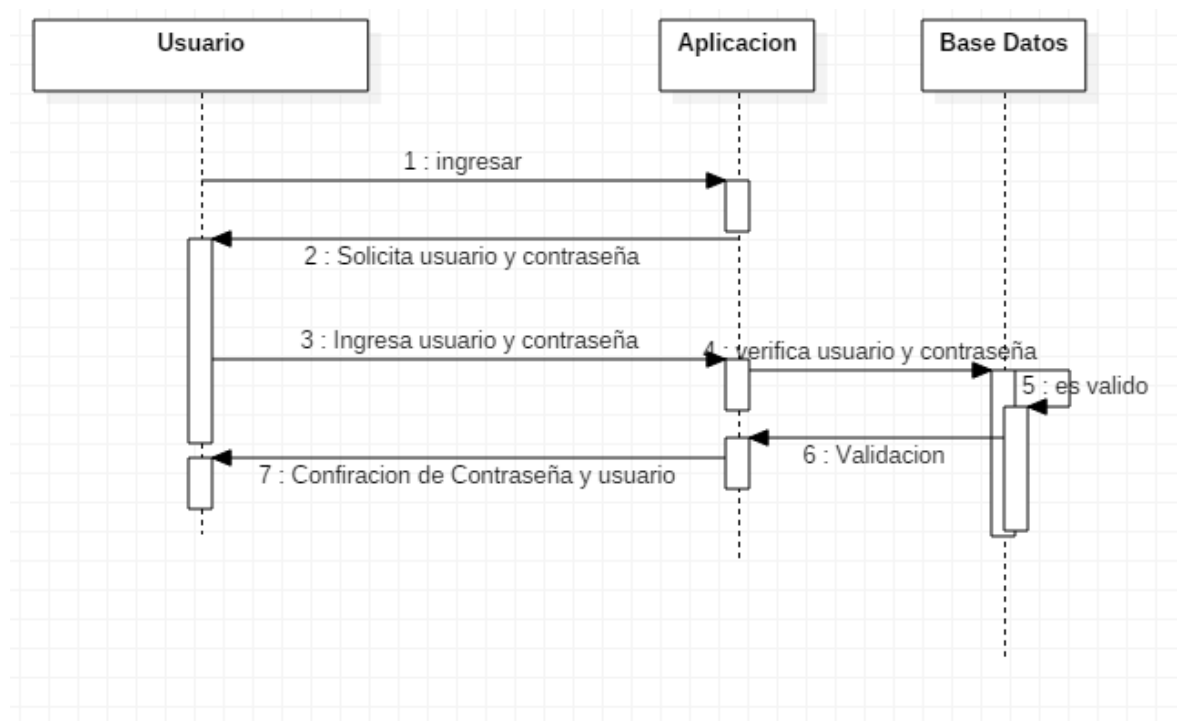 Usuario
Aplicacion
Base Datos
1 : ingresar
2 : Solicita usuario y contraseña
3 : Ingresa usuario y contraseña
4 : verifica usuario y contraseña
5 : es valido
6 : Validacion
7 : Confiracion de Contraseña y usuario